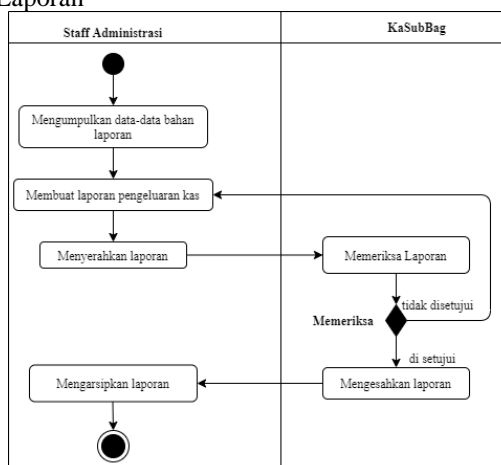 Laporan
Staff Administrasi
KaSubBag
Mengumpulkan data-data bahan
laporan
Membuat laporan pengeluaran kas
Menyerahkan laporan
Memeriksa Laporan
tidak disetujui
Memeriksa
di setujui
Mengarsipkan laporan
Mengesahkan laporan